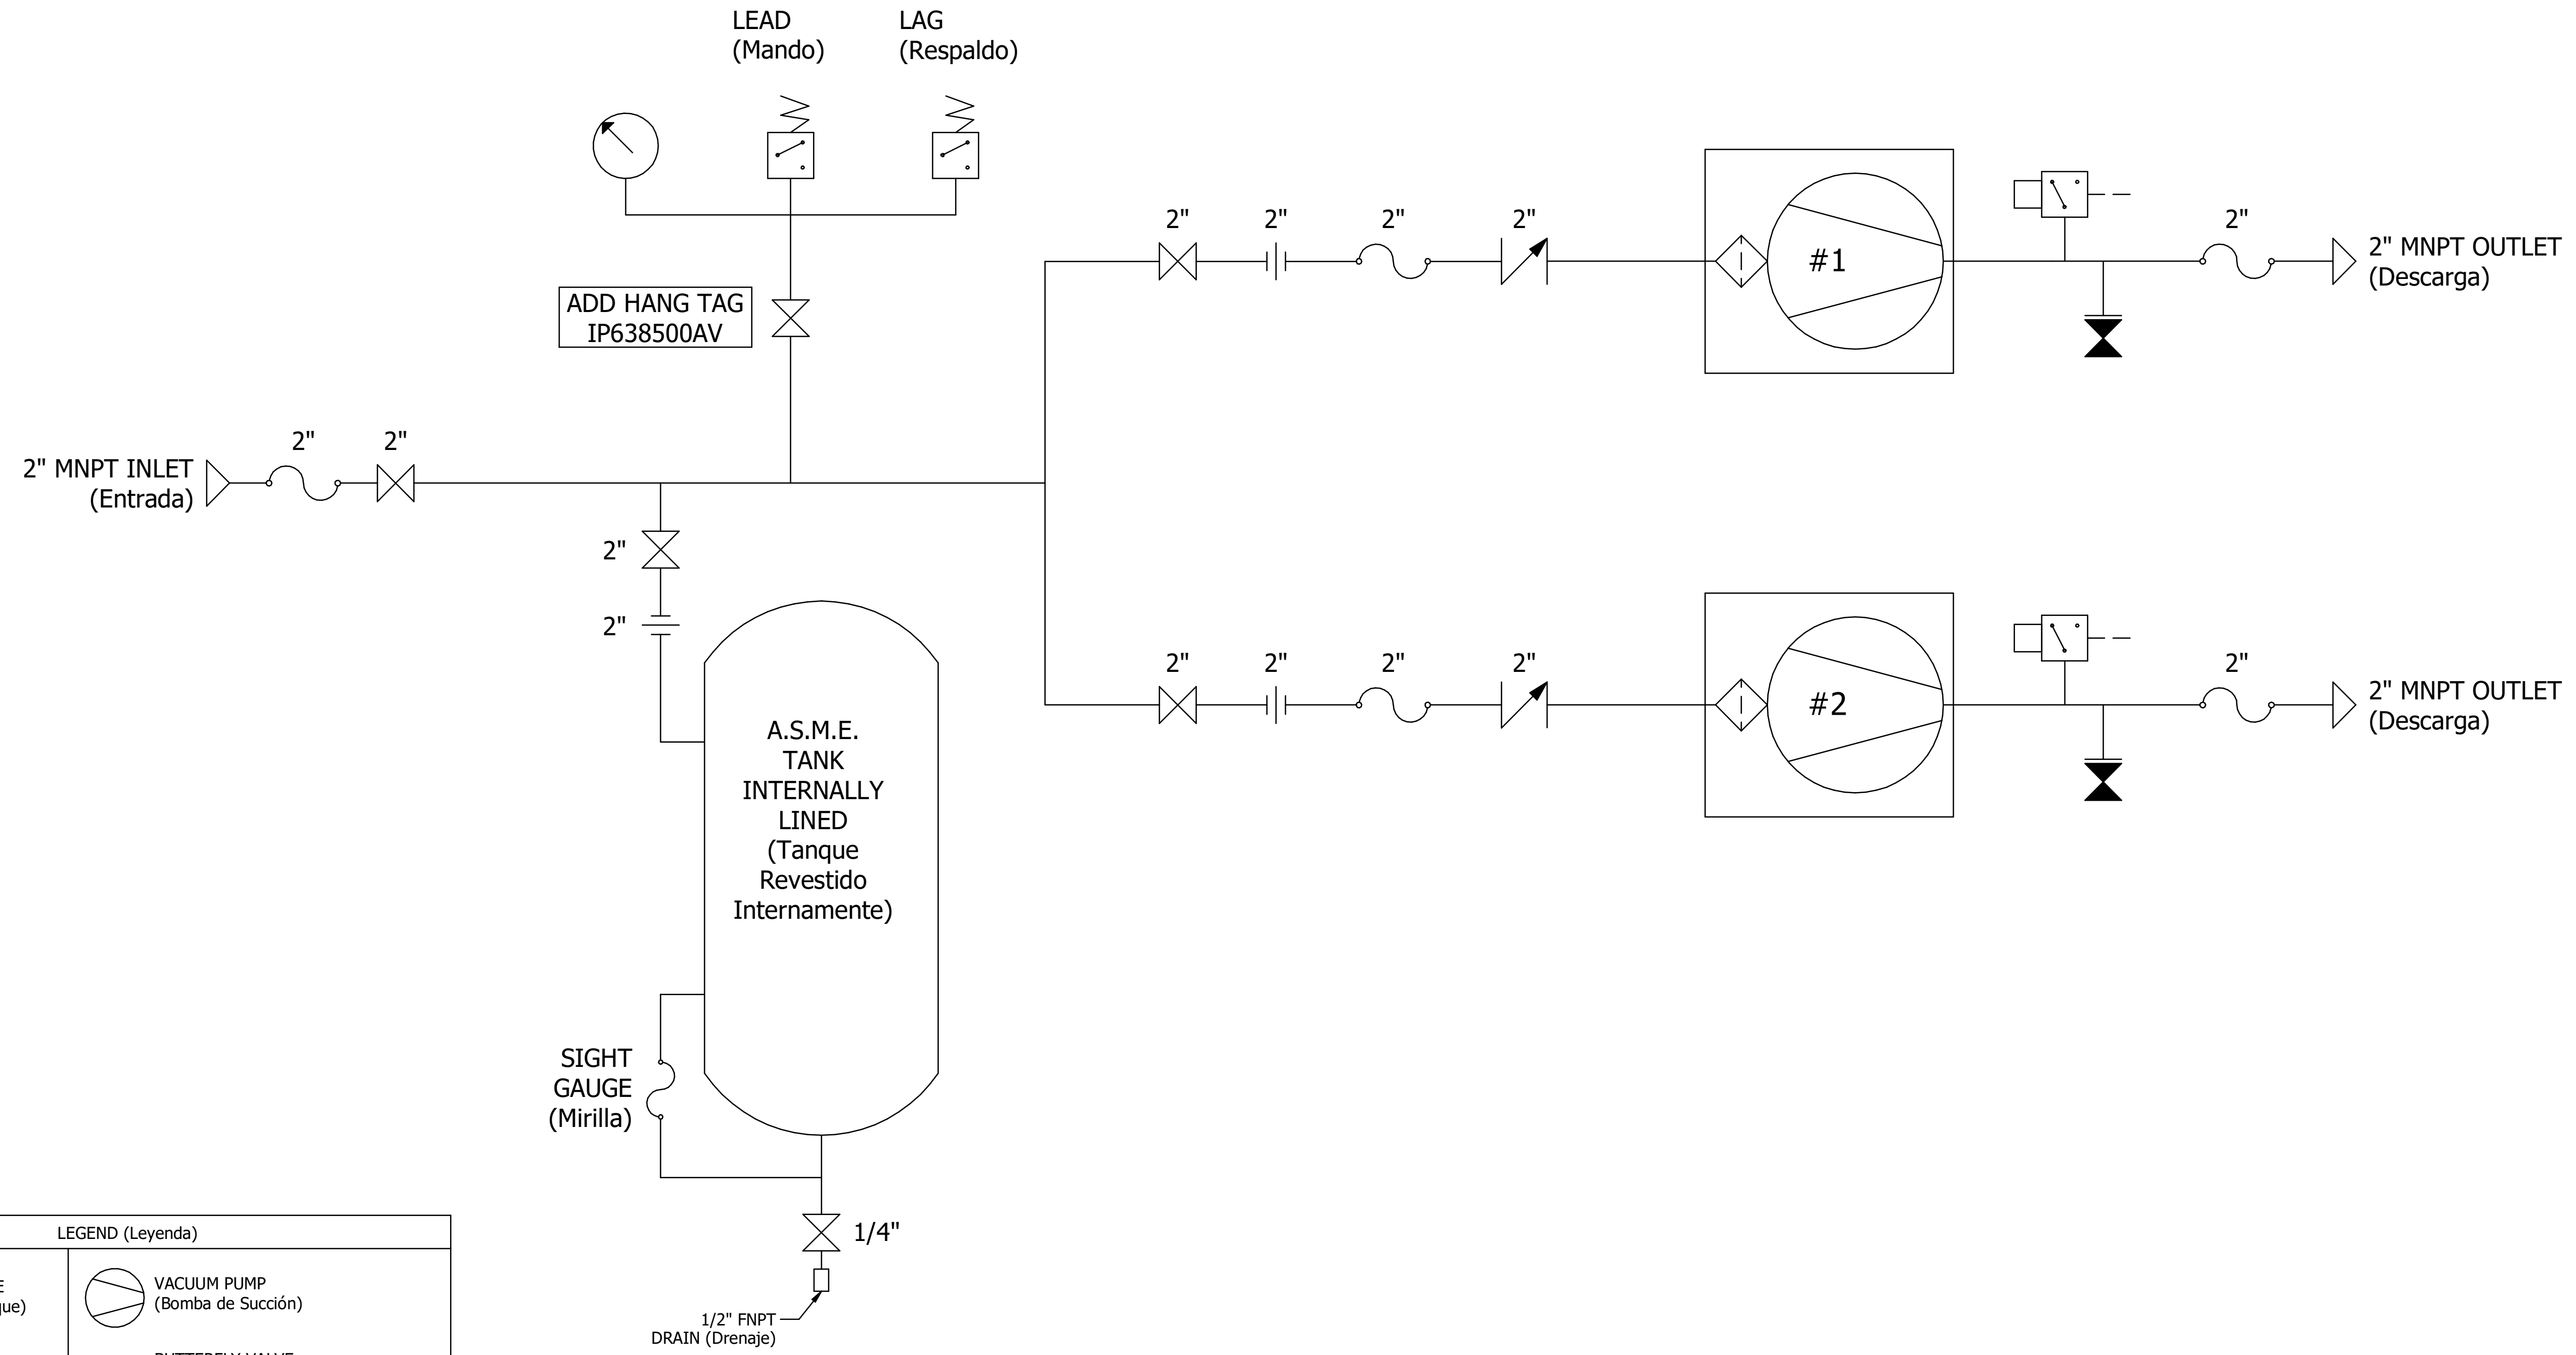 LEAD
(Mando)
LAG
(Respaldo)
ADD HANG TAG
IP638500AV
2" 2" 2" 2"
#1
2"
2" MNPT OUTLET
(Descarga)
2" MNPT INLET
(Entrada)
2" 2"
2"
2"
A.S.M.E.
TANK
INTERNALLY
LINED
(Tanque
Revestido
Internamente)
2" 2" 2" 2"
#2
2"
2" MNPT OUTLET
(Descarga)
SIGHT
GAUGE
(Mirilla)
1/4"
1/2" FNPT
DRAIN (Drenaje)
LEGEND (Leyenda)
VACUUM PUMP
(Bomba de Succión)